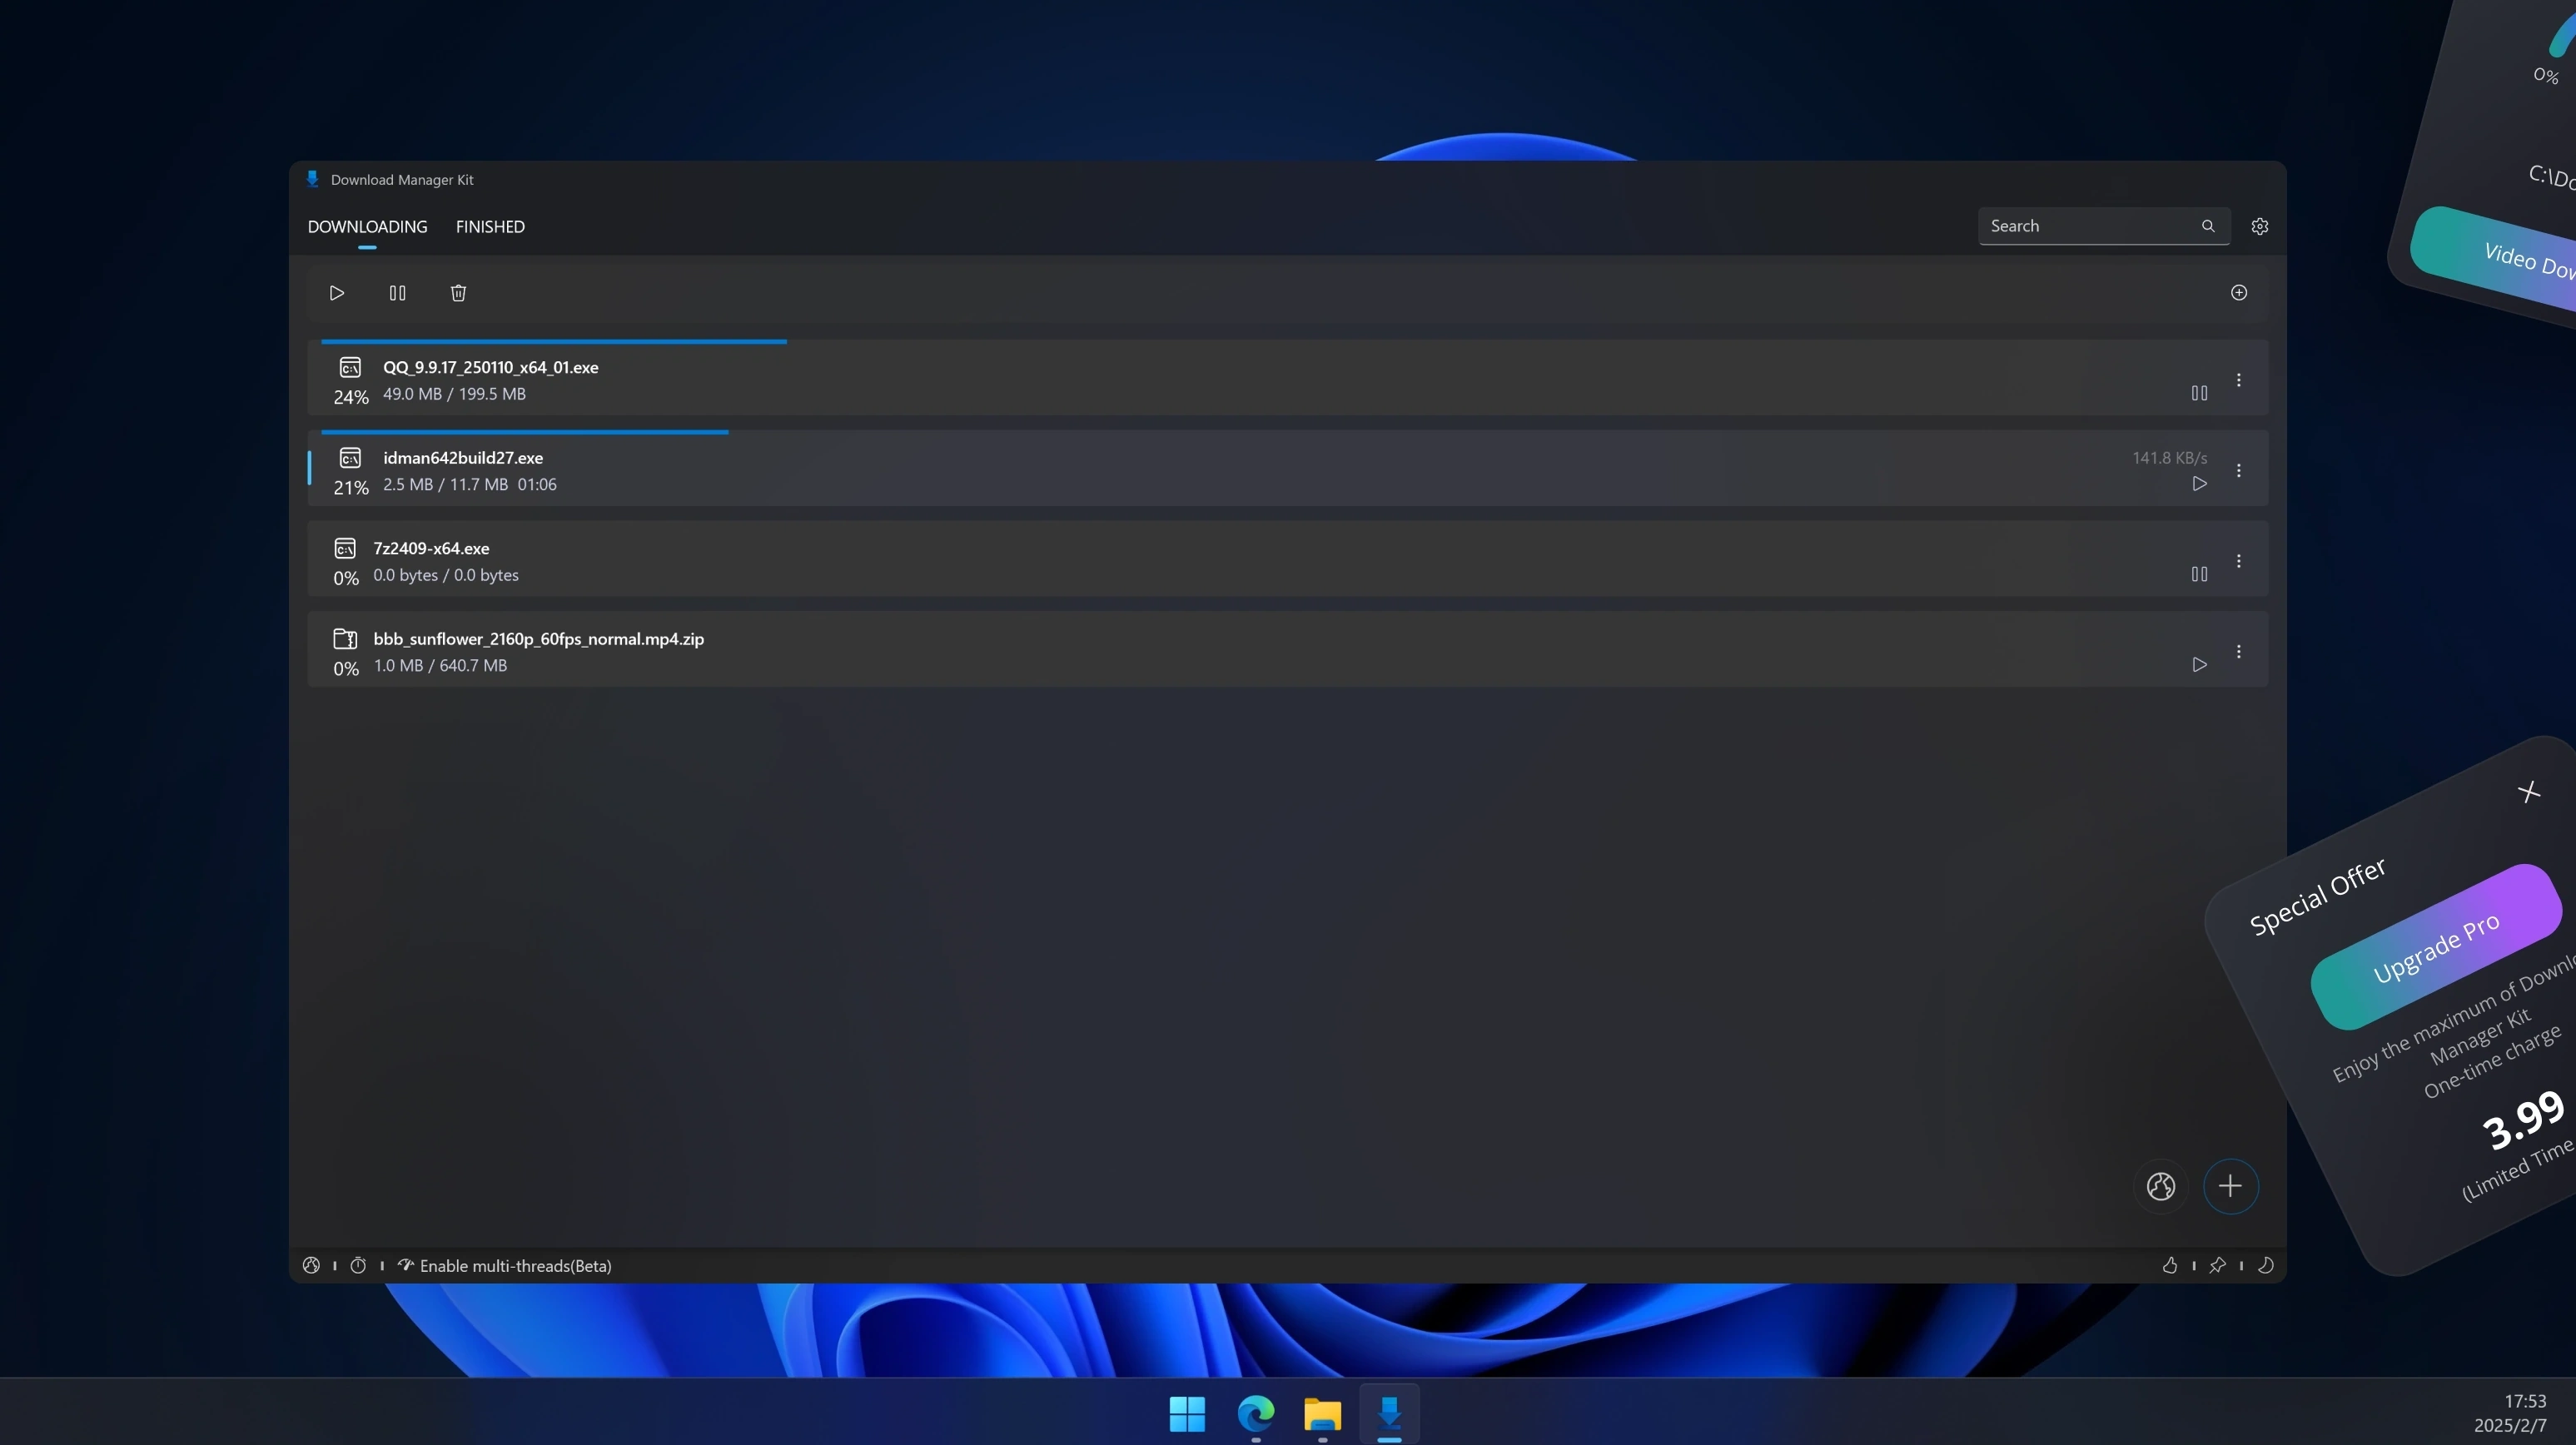 Download Manager Kit
DOWNLOADING FINISHED
Search
QQ_9.9.17_250110_x64_01.exe
24% 49.0 MB / 199.5 MB
idman642build27.exe
141.8 KB/s
21% 2.5 MB / 11.7 MB 01:06
7z2409-x64.exe
0% 0.0 bytes / 0.0 bytes
bbb_sunflower_2160p_60fps_normal.mp4.zip
0% 1.0 MB / 640.7 MB
Enable multi-threads(Beta)
0%
C:\Do
Video Dow
Special Offer
Upgrade Pro
Enjoy the maximum of Downlo
Manager Kit
One-time charge
3.99
(Limited Time
17:53
2025/2/7